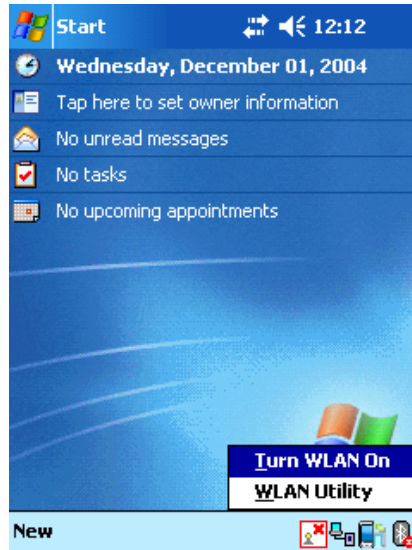 Start 12:12
Wednesday, December 01, 2004
Tap here to set owner information
No unread messages
No tasks
No upcoming appointments
Turn WLAN On
WLAN Utility
New